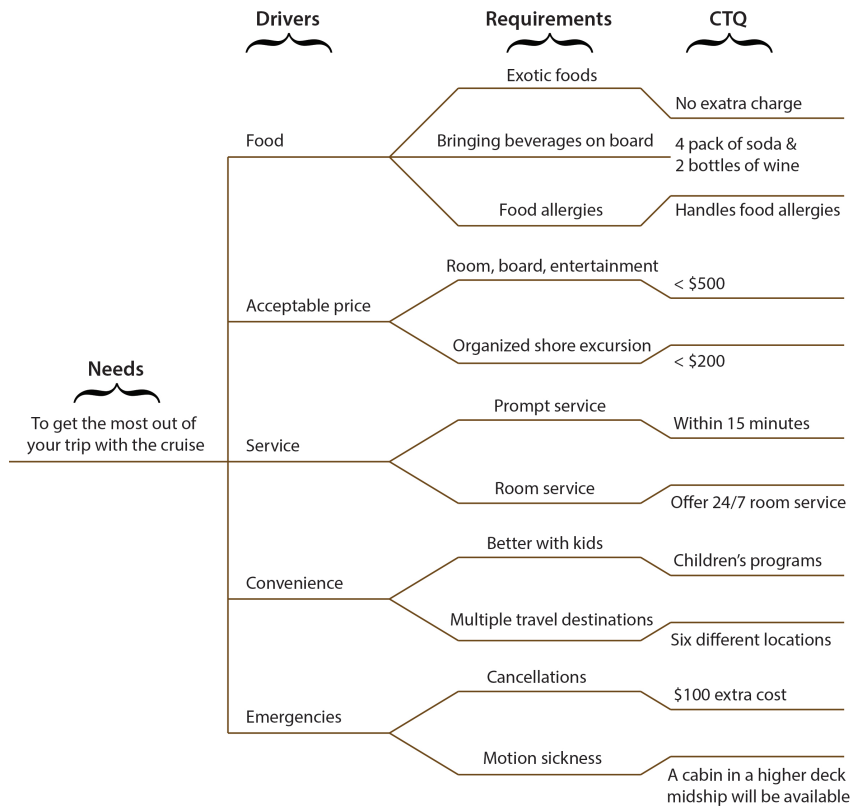 Drivers
Requirements
CTQ
Exotic foods
No exatra charge
Food
Bringing beverages on board
4 pack of soda &
2 bottles of wine
Food allergies
Handles food allergies
Room, board, entertainment
< $500
Acceptable price
Organized shore excursion
< $200
Needs
To get the most out of
your trip with the cruise
Prompt service
Within 15 minutes
Service
Room service
Offer 24/7 room service
Better with kids
Children’s programs
Convenience
Multiple travel destinations
Six different locations
Cancellations
$100 extra cost
Emergencies
Motion sickness
A cabin in a higher deck
midship will be available